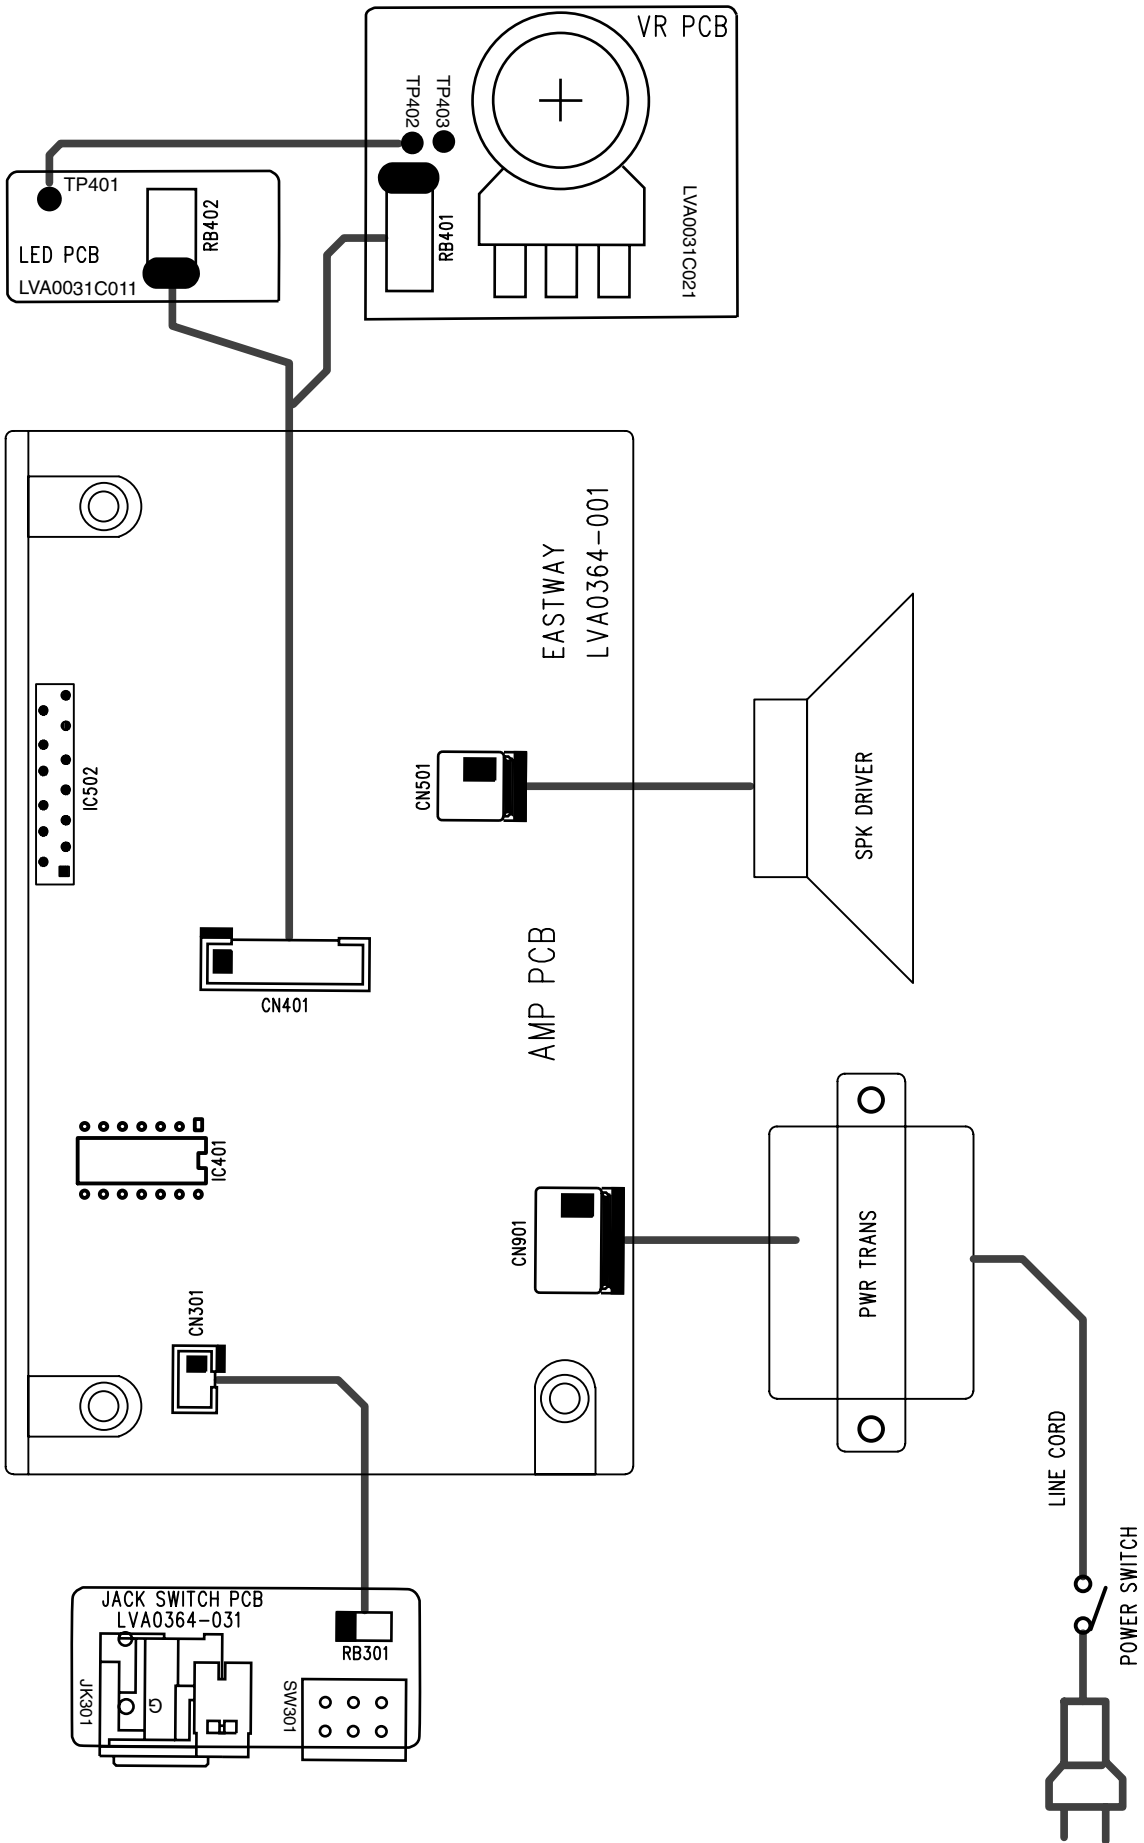 VR PCB
TP402
TP403
RB401
LVA0031C021
TP401
RB402
LED PCB
LVA0031C011
EASTWAY
LVA0364-001
IC502
CN501
SPK DRIVER
CN401
AMP PCB
IC401
CN901
PWR TRANS
CN301
LINE CORD
POWER SWITCH
JACK SWITCH PCB
LVA0364-031
RB301
JK301
G
SW301